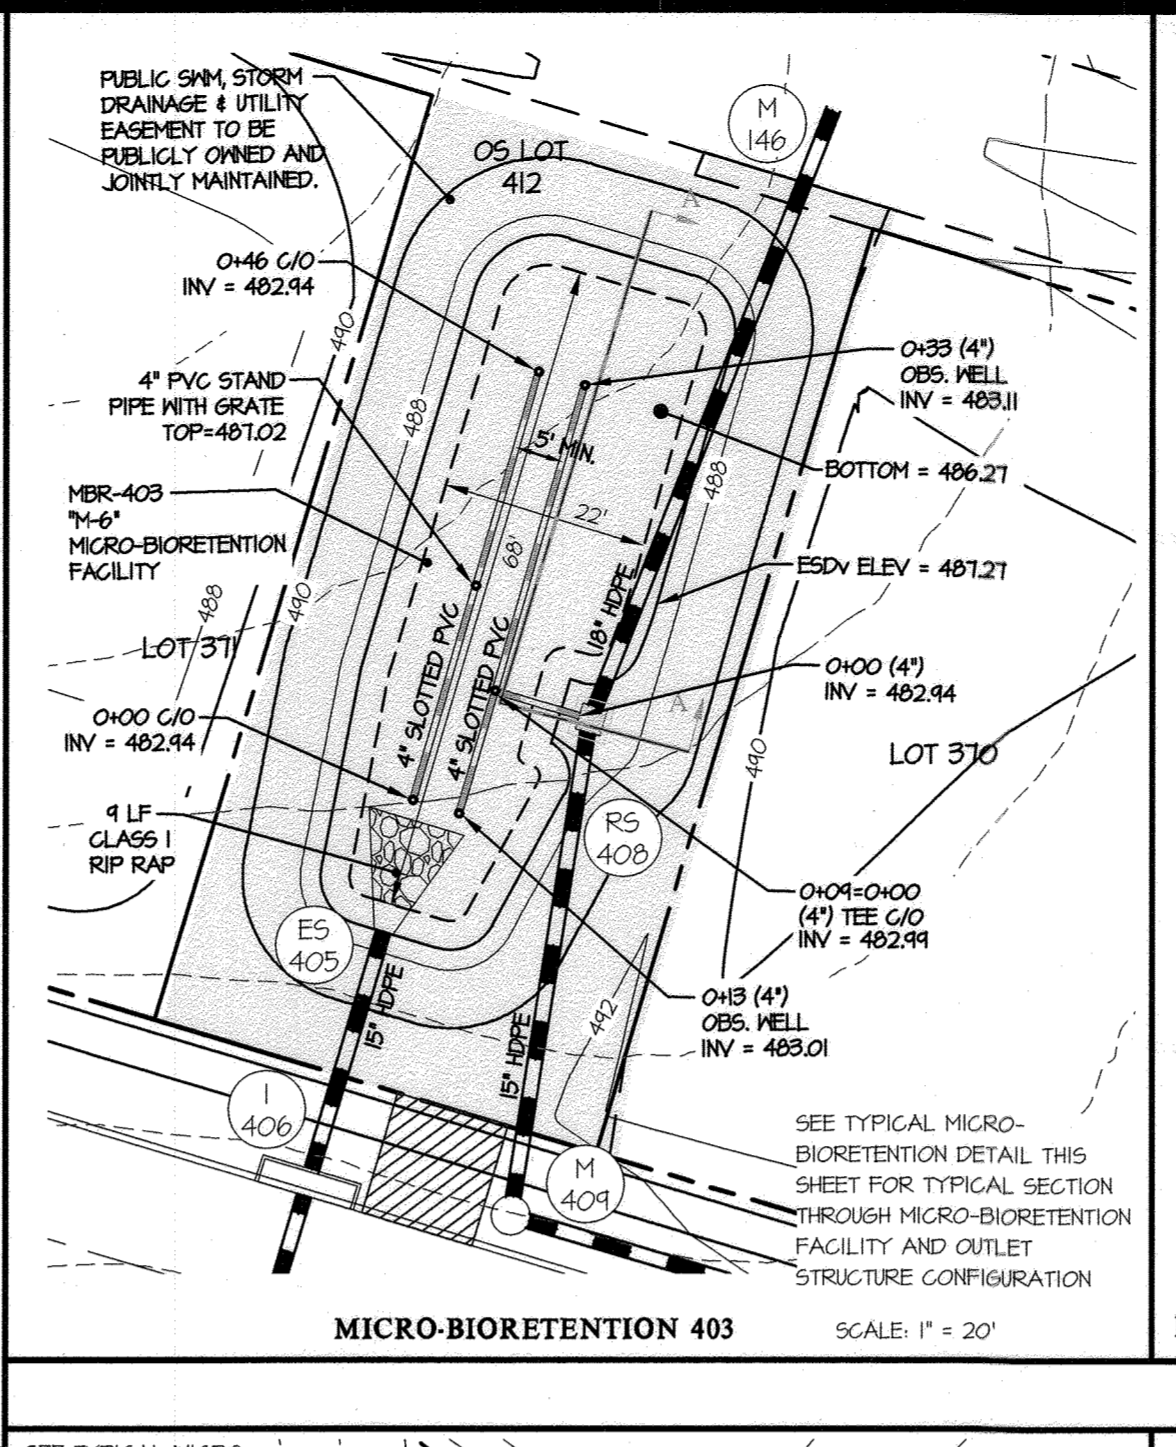 PUBLIC SWM, STORM
DRAINAGE & UTILITY
EASEMENT TO BE
PUBLICLY OWNED AND
JOINTLY MAINTAINED.
OS LOT
412
M
146
A
0+46 C/O
INV = 482.94
490
4" PVC STAND
PIPE WITH GRATE
TOP=487.02
488
5' MIN.
0+33 (4")
OBS. WELL
INV = 483.11
BOTTOM = 486.27
488
MBR-403
"M-6"
MICRO-BIORETENTION
FACILITY
22'
68'
ESDv ELEV = 487.27
18" HDPE
488
490
LOT 371
4" SLOTTED PVC
4" SLOTTED PVC
0+00 (4")
INV = 482.94
A
0+00 C/O
INV = 482.94
490
LOT 370
9 LF
CLASS I
RIP RAP
RS
408
0+09=0+00
(4") TEE C/O
INV = 482.99
ES
405
15" HDPE
15" HDPE
492
0+13 (4")
OBS. WELL
INV = 483.01
I
406
M
409
SEE TYPICAL MICRO-
BIORETENTION DETAIL THIS
SHEET FOR TYPICAL SECTION
THROUGH MICRO-BIORETENTION
FACILITY AND OUTLET
STRUCTURE CONFIGURATION
MICRO-BIORETENTION 403
SCALE: 1" = 20'